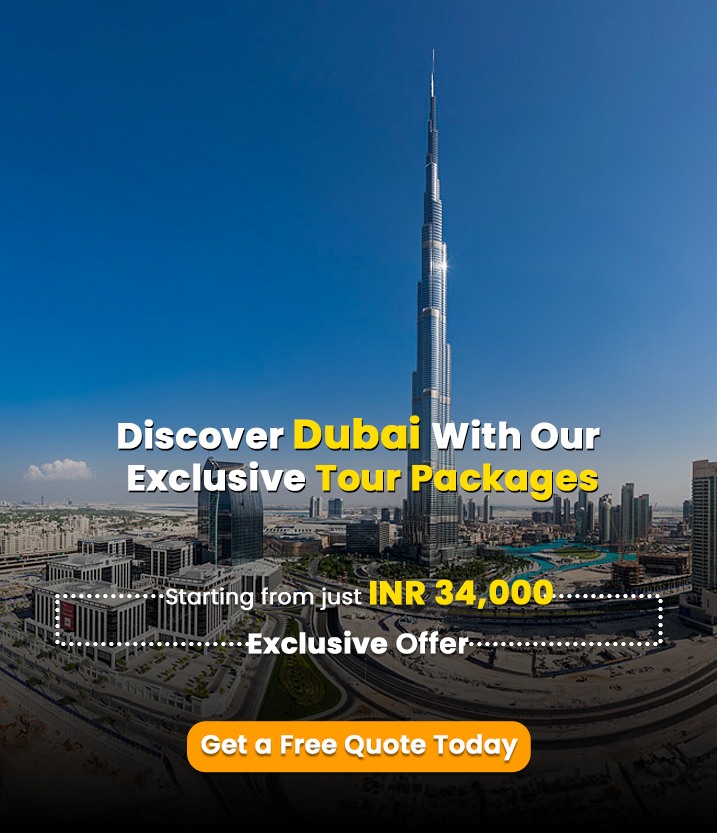 Discover Dubai With Our
Exclusive Tour Packages
Starting from just INR 34,000
Exclusive Offer
Get a Free Quote Today